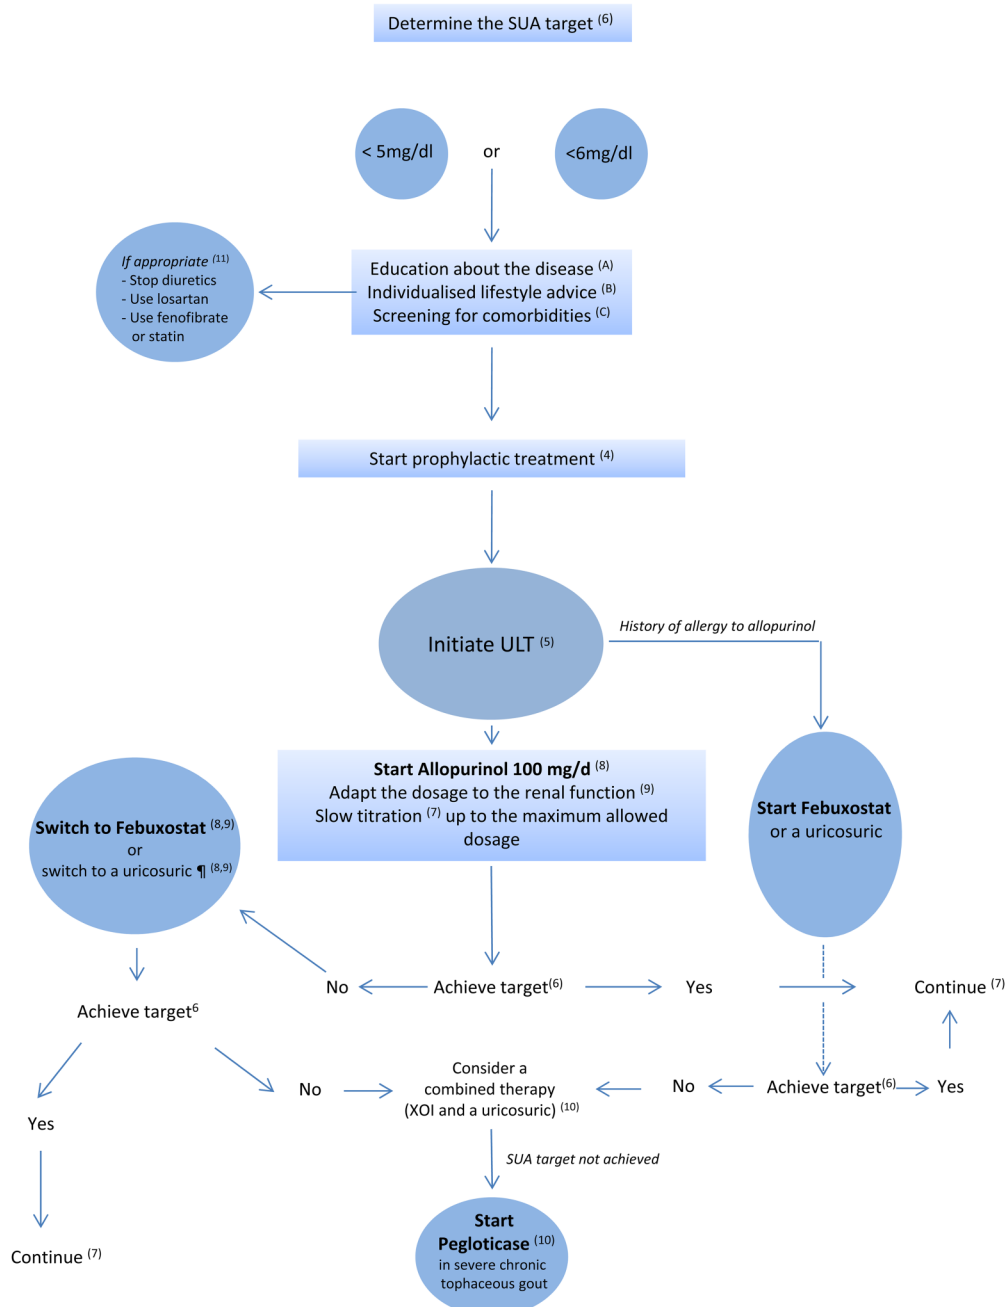 Determine the SUA target (6)
< 5mg/dl
or
<6mg/dl
If appropriate (11)
- Stop diuretics
- Use losartan
- Use fenofibrate
or statin
Education about the disease (A)
Individualised lifestyle advice (B)
Screening for comorbidities (C)
Start prophylactic treatment (4)
Initiate ULT (5)
History of allergy to allopurinol
Start Allopurinol 100 mg/d (8)
Adapt the dosage to the renal function (9)
Slow titration (7) up to the maximum allowed
dosage
Switch to Febuxostat (8,9)
or
switch to a uricosuric ¶ (8,9)
Start Febuxostat
or a uricosuric
No
Achieve target(6)
Yes
Continue (7)
Achieve target6
No
Consider a
combined therapy
(XOI and a uricosuric) (10)
No
Achieve target(6)
Yes
Yes
SUA target not achieved
Continue (7)
Start
Pegloticase (10)
in severe chronic
tophaceous gout